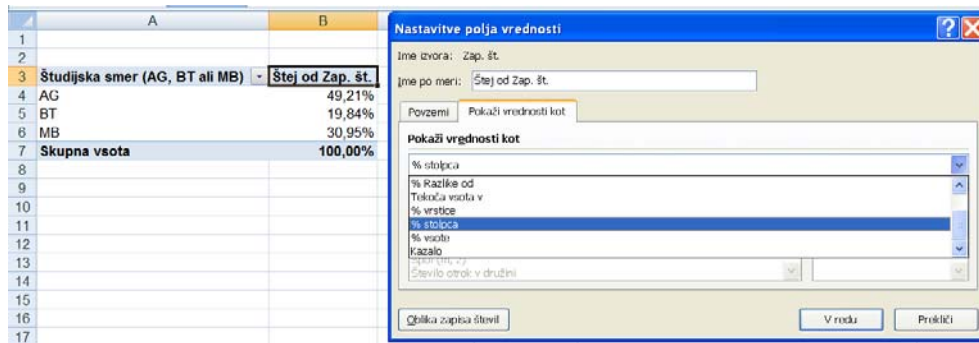 A B
1
2
3 Študijska smer (AG, BT ali MB) Štej od Zap. št.
4 AG 49,21%
5 BT 19,84%
6 MB 30,95%
7 Skupna vsota 100,00%
8
9
10
11
12
13
14
15
16
17
Nastavitve polja vrednosti
Ime izvora: Zap. št.
Ime po meri: Štej od Zap. št.
Povzemi Pokaži vrednosti kot
Pokaži vrednosti kot
% stolpca
% Razlike od
Tekoča vsota v
% vrstice
% stolpca
% vsote
Kazalo
Število otrok v družini
Oblika zapisa števil V redu Prekliči